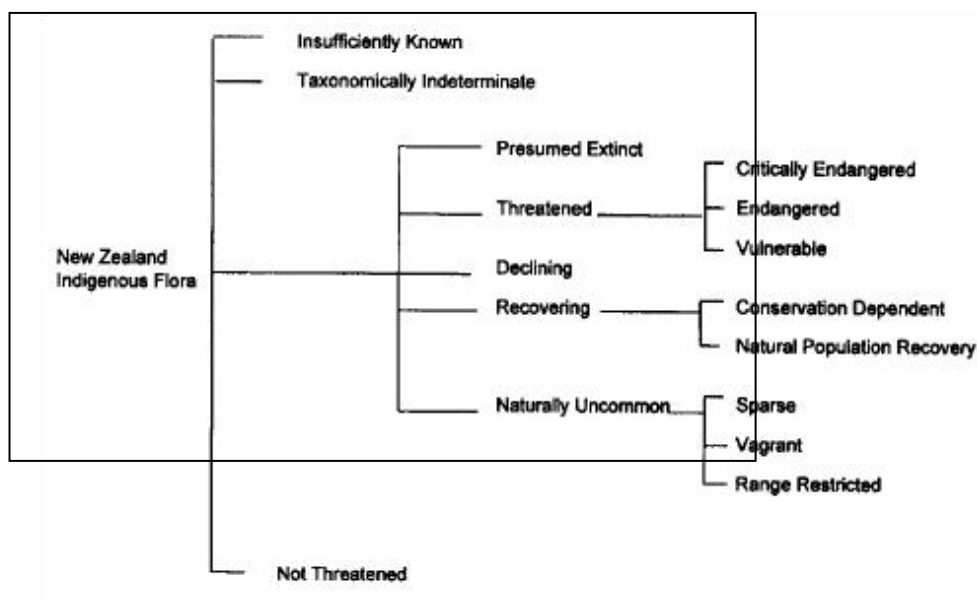 Insufficiently Known
Taxonomically Indeterminate
Presumed Extinct
Critically Endangered
Threatened
Endangered
Vulnerable
New Zealand
Indigenous Flora
Declining
Recovering
Conservation Dependent
Natural Population Recovery
Naturally Uncommon
Sparse
Vagrant
Range Restricted
Not Threatened